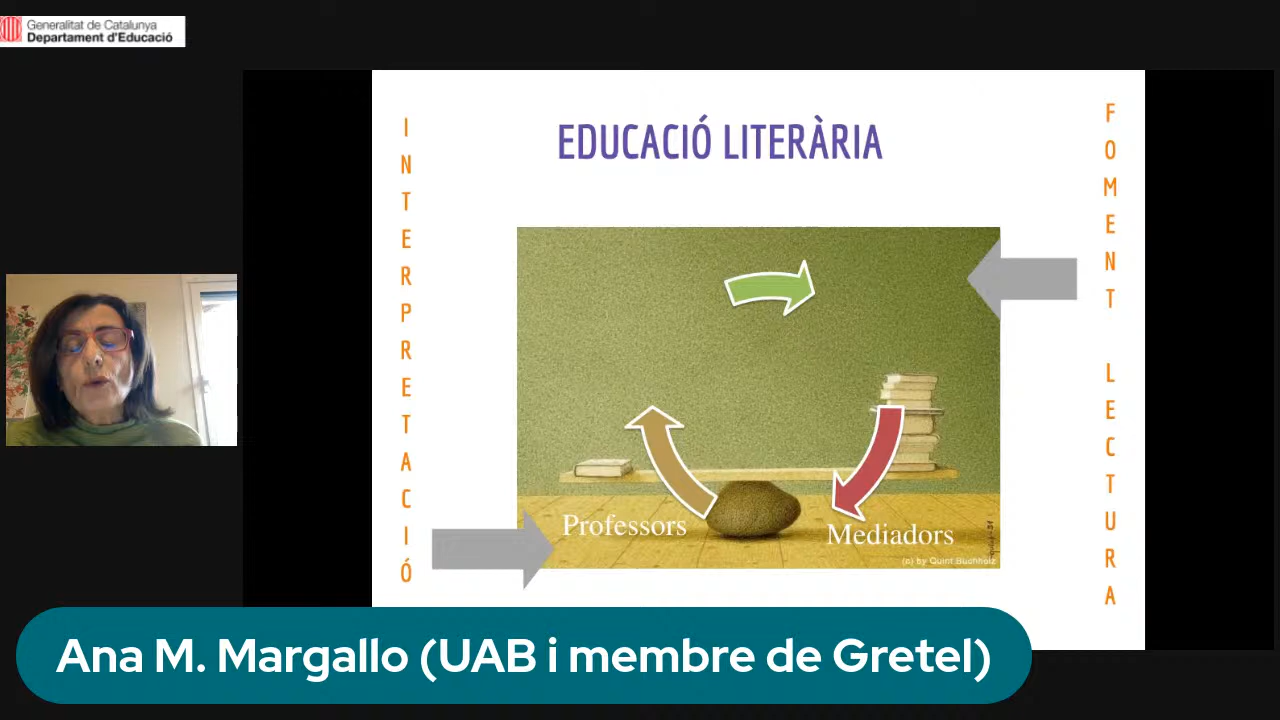 Generalitat de Catalunya
Departament d'Educació
EDUCACIÓ LITERÀRIA
INTERPRETACIÓ
FOMENT LECTURA
Professors
Mediadors
(c) by Quint Buchholz
Ana M. Margallo (UAB i membre de Gretel)